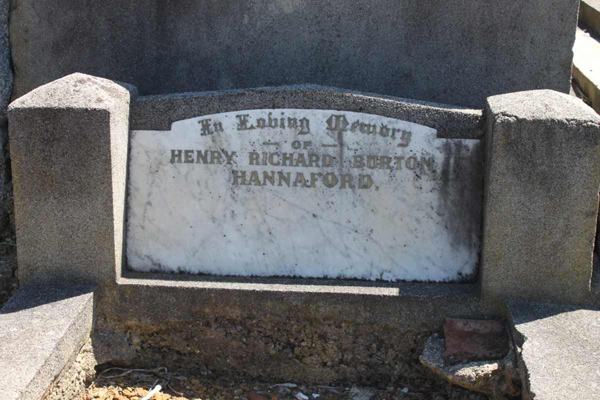 In Loving Memory
— OF —
HENRY RICHARD BURTON
HANNAFORD.